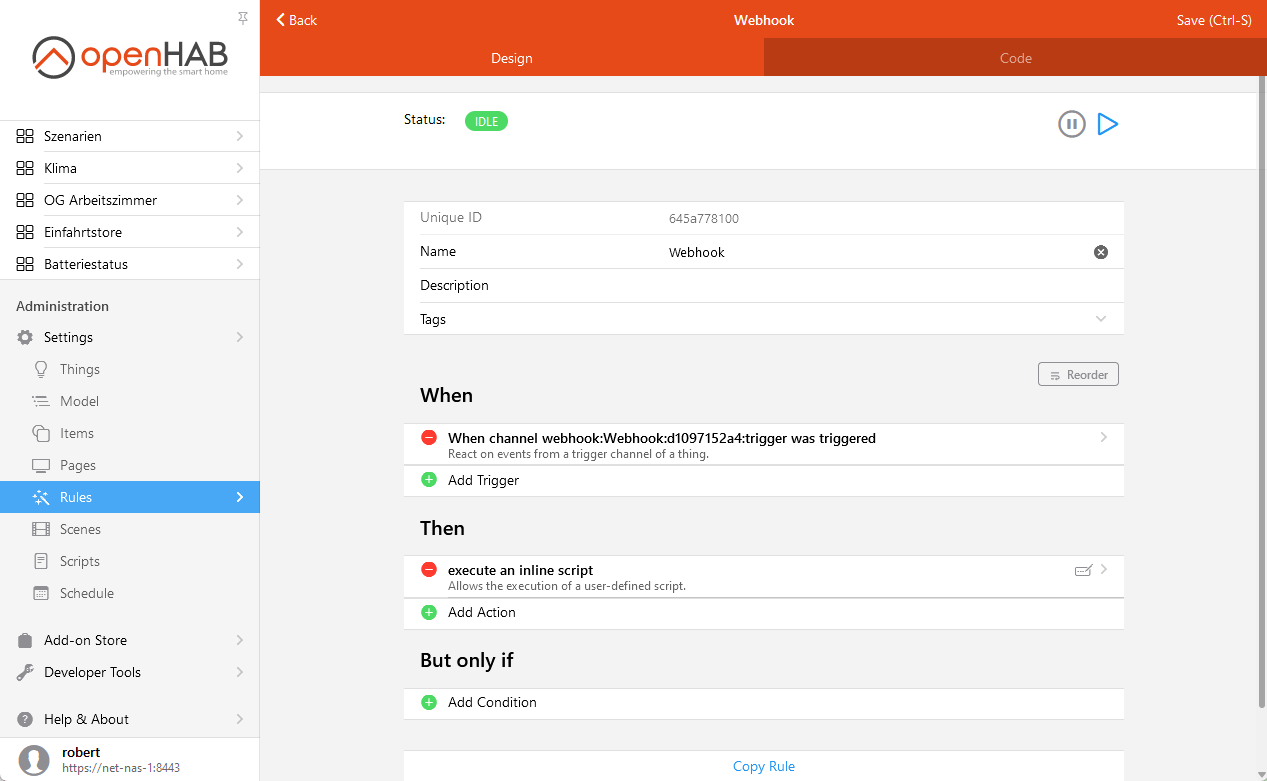 openHAB
empowering the smart home
Szenarien
Klima
OG Arbeitszimmer
Einfahrtstore
Batteriestatus
Administration
Settings
Things
Model
Items
Pages
Rules
Scenes
Scripts
Schedule
Add-on Store
Developer Tools
Help & About
robert
https://net-nas-1:8443
Back
Webhook
Save (Ctrl-S)
Design
Code
Status:
IDLE
Unique ID
645a778100
Name
Webhook
Description
Tags
Reorder
When
When channel webhook:Webhook:d1097152a4:trigger was triggered
React on events from a trigger channel of a thing.
Add Trigger
Then
execute an inline script
Allows the execution of a user-defined script.
Add Action
But only if
Add Condition
Copy Rule